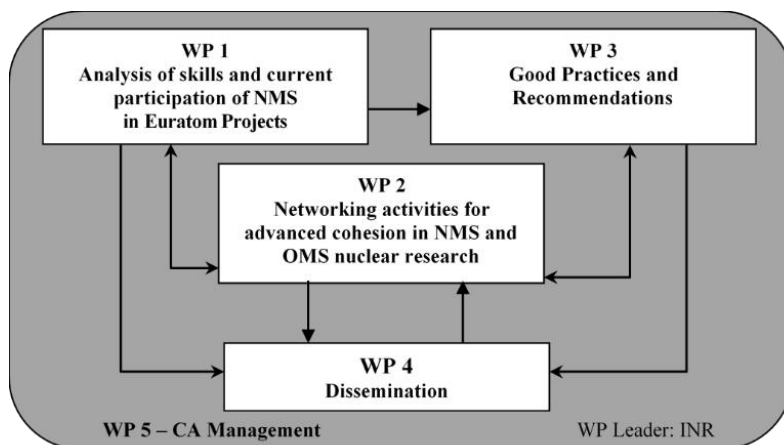 WP 1
Analysis of skills and current
participation of NMS
in Euratom Projects
WP 3
Good Practices and
Recommendations
WP 2
Networking activities for
advanced cohesion in NMS and
OMS nuclear research
WP 4
Dissemination
WP 5 – CA Management
WP Leader: INR